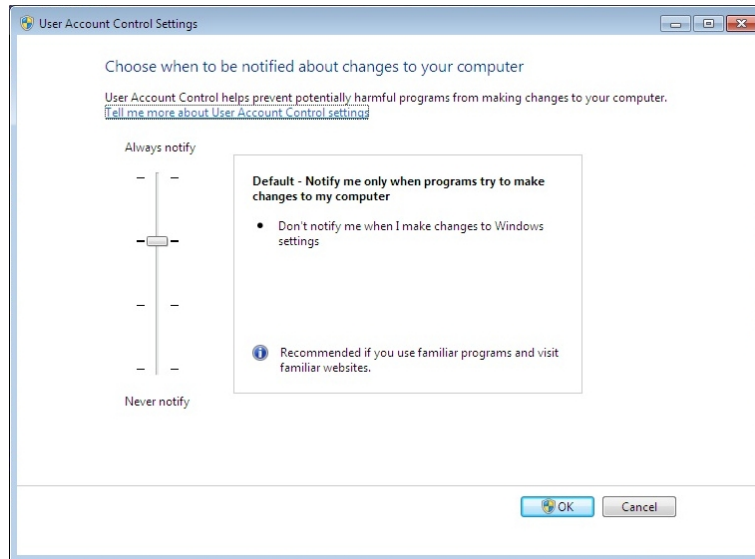 User Account Control Settings
Choose when to be notified about changes to your computer
User Account Control helps prevent potentially harmful programs from making changes to your computer.
Tell me more about User Account Control settings
Always notify
Default - Notify me only when programs try to make
changes to my computer
• Don't notify me when I make changes to Windows
settings
Recommended if you use familiar programs and visit
familiar websites.
Never notify
OK
Cancel